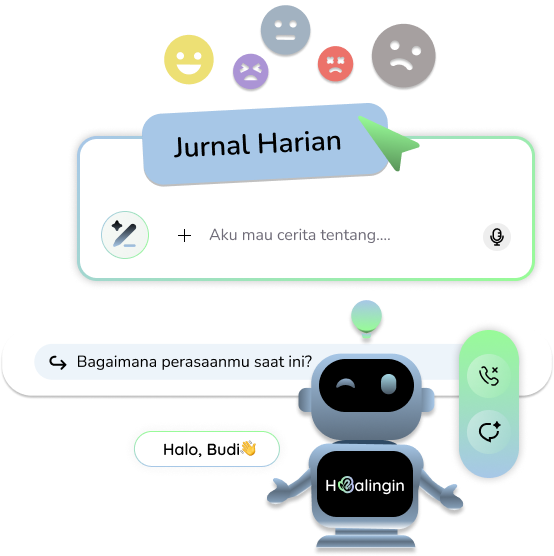 Jurnal Harian
Aku mau cerita tentang....
Bagaimana perasaanmu saat ini?
Halo, Budi👋
Healingin